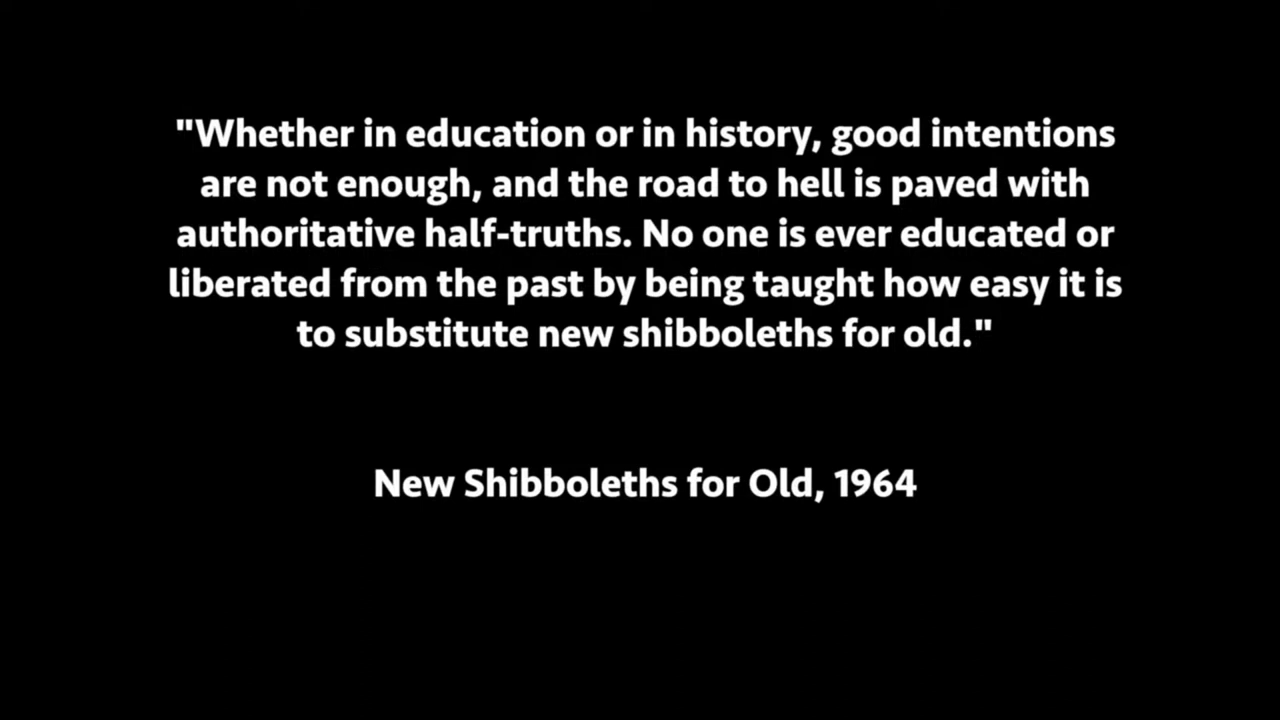 "Whether in education or in history, good intentions
are not enough, and the road to hell is paved with
authoritative half-truths. No one is ever educated or
liberated from the past by being taught how easy it is
to substitute new shibboleths for old."
New Shibboleths for Old, 1964